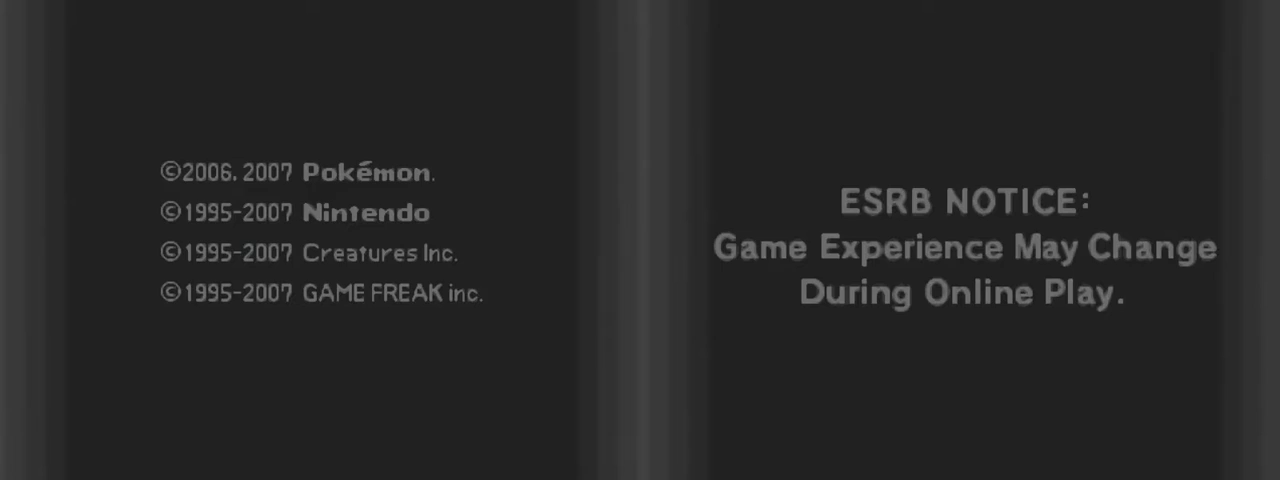 ©2006, 2007 Pokémon.
©1995-2007 Nintendo
©1995-2007 Creatures Inc.
©1995-2007 GAME FREAK inc.
ESRB NOTICE:
Game Experience May Change
During Online Play.